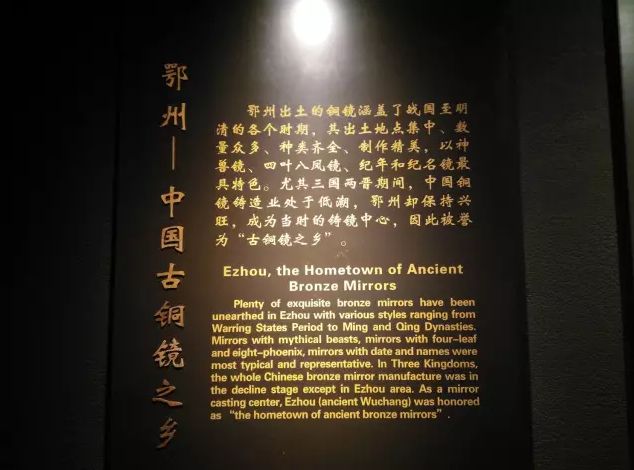 鄂州—中国古铜镜之乡
鄂州出土的铜镜涵盖了战国至明
清的各个时期，其出土地点集中、数
量众多、种类齐全、制作精美，以神
兽镜、四叶八凤镜、纪年和纪名镜最
具特色。尤其三国两晋期间，中国铜
镜铸造业处于低潮，鄂州却保持兴
旺，成为当时的铸镜中心，因此被誉
为“古铜镜之乡”。
Ezhou, the Hometown of Ancient
Bronze Mirrors
Plenty of exquisite bronze mirrors have been
unearthed in Ezhou with various styles ranging from
Warring States Period to Ming and Qing Dynasties.
Mirrors with mythical beasts, mirrors with four-leaf
and eight-phoenix, mirrors with date and names were
most typical and representative. In Three Kingdoms,
the whole Chinese bronze mirror manufacture was in
the decline stage except in Ezhou area. As a mirror
casting center, Ezhou (ancient Wuchang) was honored
as “the hometown of ancient bronze mirrors”.